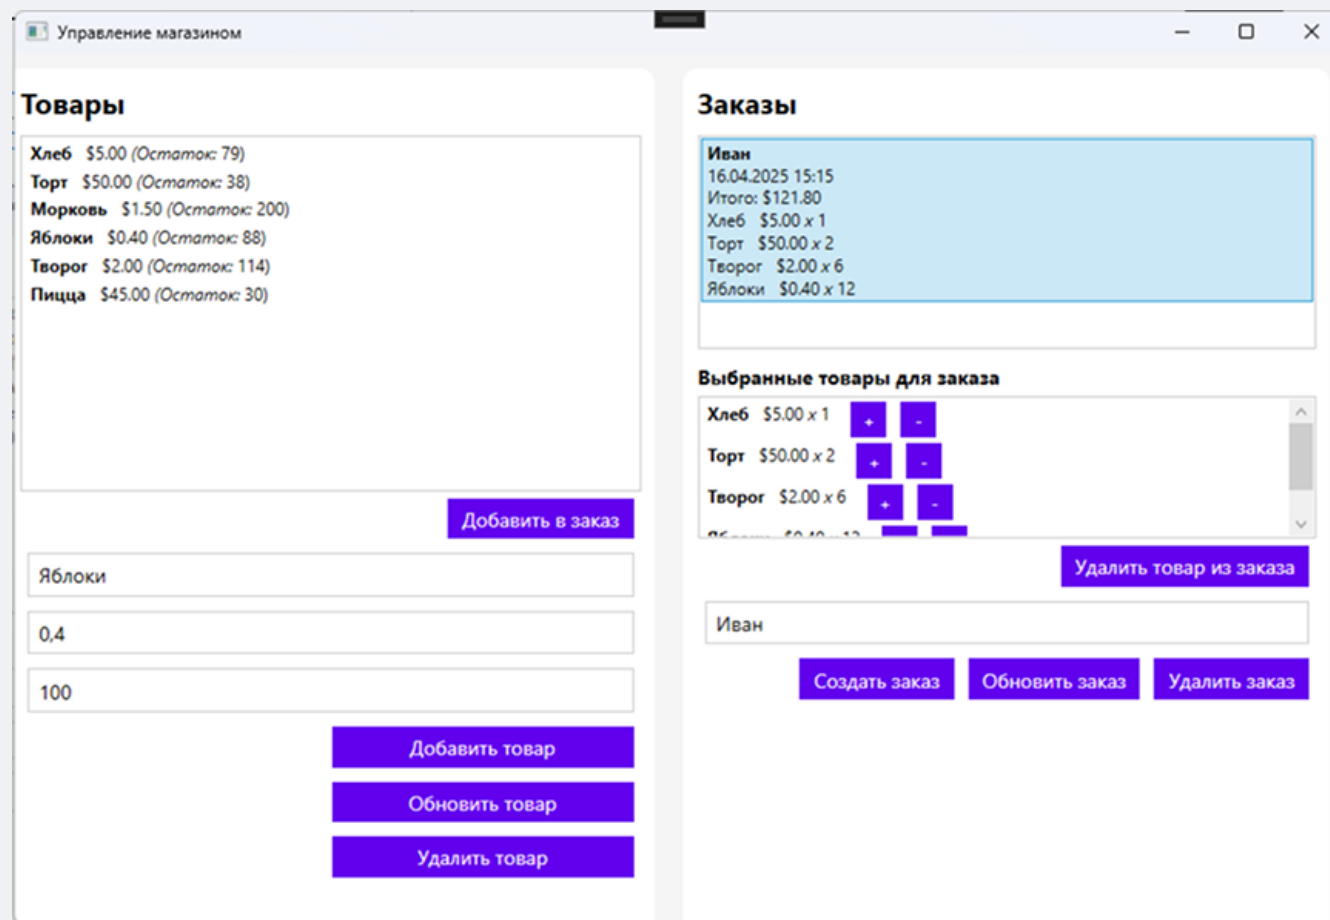 Управление магазином
Товары
Хлеб $5.00 (Остаток: 79)
Торт $50.00 (Остаток: 38)
Морковь $1.50 (Остаток: 200)
Яблоки $0.40 (Остаток: 88)
Творог $2.00 (Остаток: 114)
Пицца $45.00 (Остаток: 30)
Добавить в заказ
Яблоки
0,4
100
Добавить товар
Обновить товар
Удалить товар
Заказы
Иван
16.04.2025 15:15
Итого: $121.80
Хлеб $5.00 x 1
Торт $50.00 x 2
Творог $2.00 x 6
Яблоки $0.40 x 12
Выбранные товары для заказа
Хлеб $5.00 x 1 + -
Торт $50.00 x 2 + -
Творог $2.00 x 6 + -
Яблоки $0.40 x 12
Удалить товар из заказа
Иван
Создать заказ Обновить заказ Удалить заказ